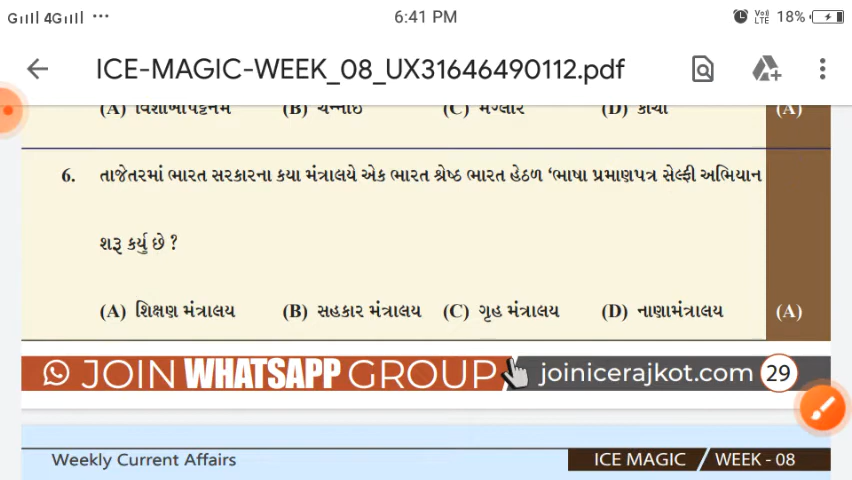 6:41 PM
18%
ICE-MAGIC-WEEK_08_UX31646490112.pdf
(A) વિશાખાપટ્ટનમ (B) ચેન્નાઈ (C) મેંગ્લોર (D) કોચી (A)
6. તાજેતરમાં ભારત સરકારના કયા મંત્રાલયે એક ભારત શ્રેષ્ઠ ભારત હેઠળ 'ભાષા પ્રમાણપત્ર સેલ્ફી અભિયાન
શરૂ કર્યુ છે ?
(A) શિક્ષણ મંત્રાલય (B) સહકાર મંત્રાલય (C) ગૃહ મંત્રાલય (D) નાણામંત્રાલય (A)
JOIN WHATSAPP GROUP joinicerajkot.com 29
Weekly Current Affairs ICE MAGIC / WEEK - 08